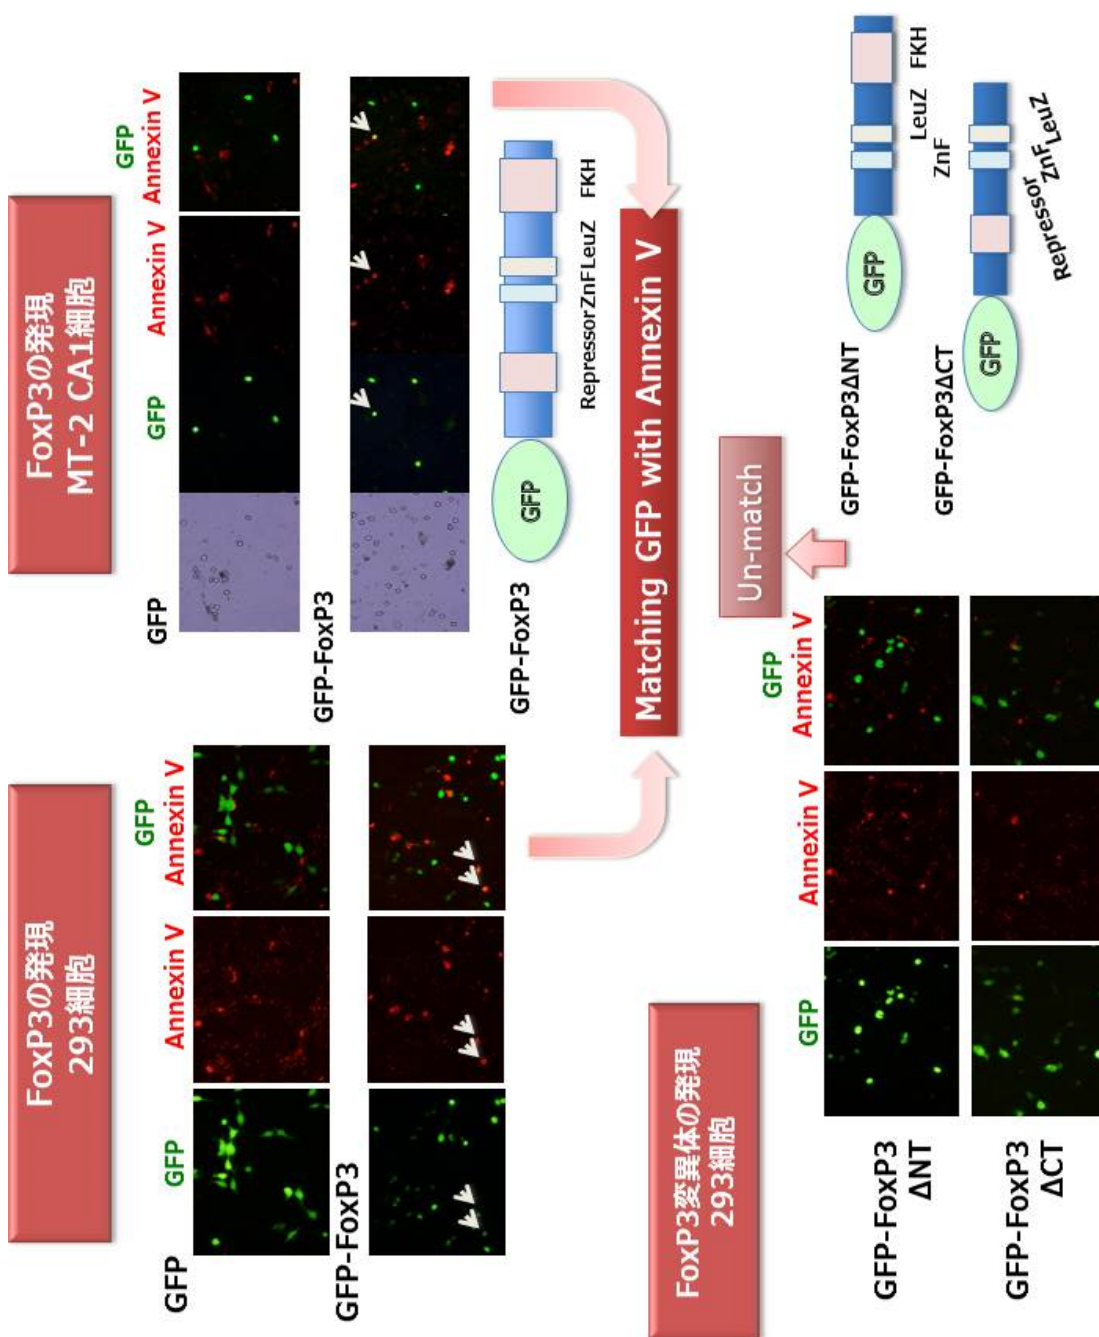 FoxP3の発現
293細胞
GFP
Annexin V
GFP
Annexin V
GFP
GFP-FoxP3
FoxP3の発現
MT-2 CA1細胞
GFP
Annexin V
GFP
Annexin V
GFP
GFP-FoxP3
GFP-FoxP3
GFP
Repressor
ZnF
LeuZ
FKH
Matching GFP with Annexin V
Un-match
FoxP3変異体の発現
293細胞
GFP
Annexin V
GFP
Annexin V
GFP-FoxP3
ΔNT
GFP-FoxP3
ΔCT
GFP-FoxP3ΔNT
GFP
ZnF
LeuZ
FKH
GFP-FoxP3ΔCT
GFP
Repressor
ZnF
LeuZ